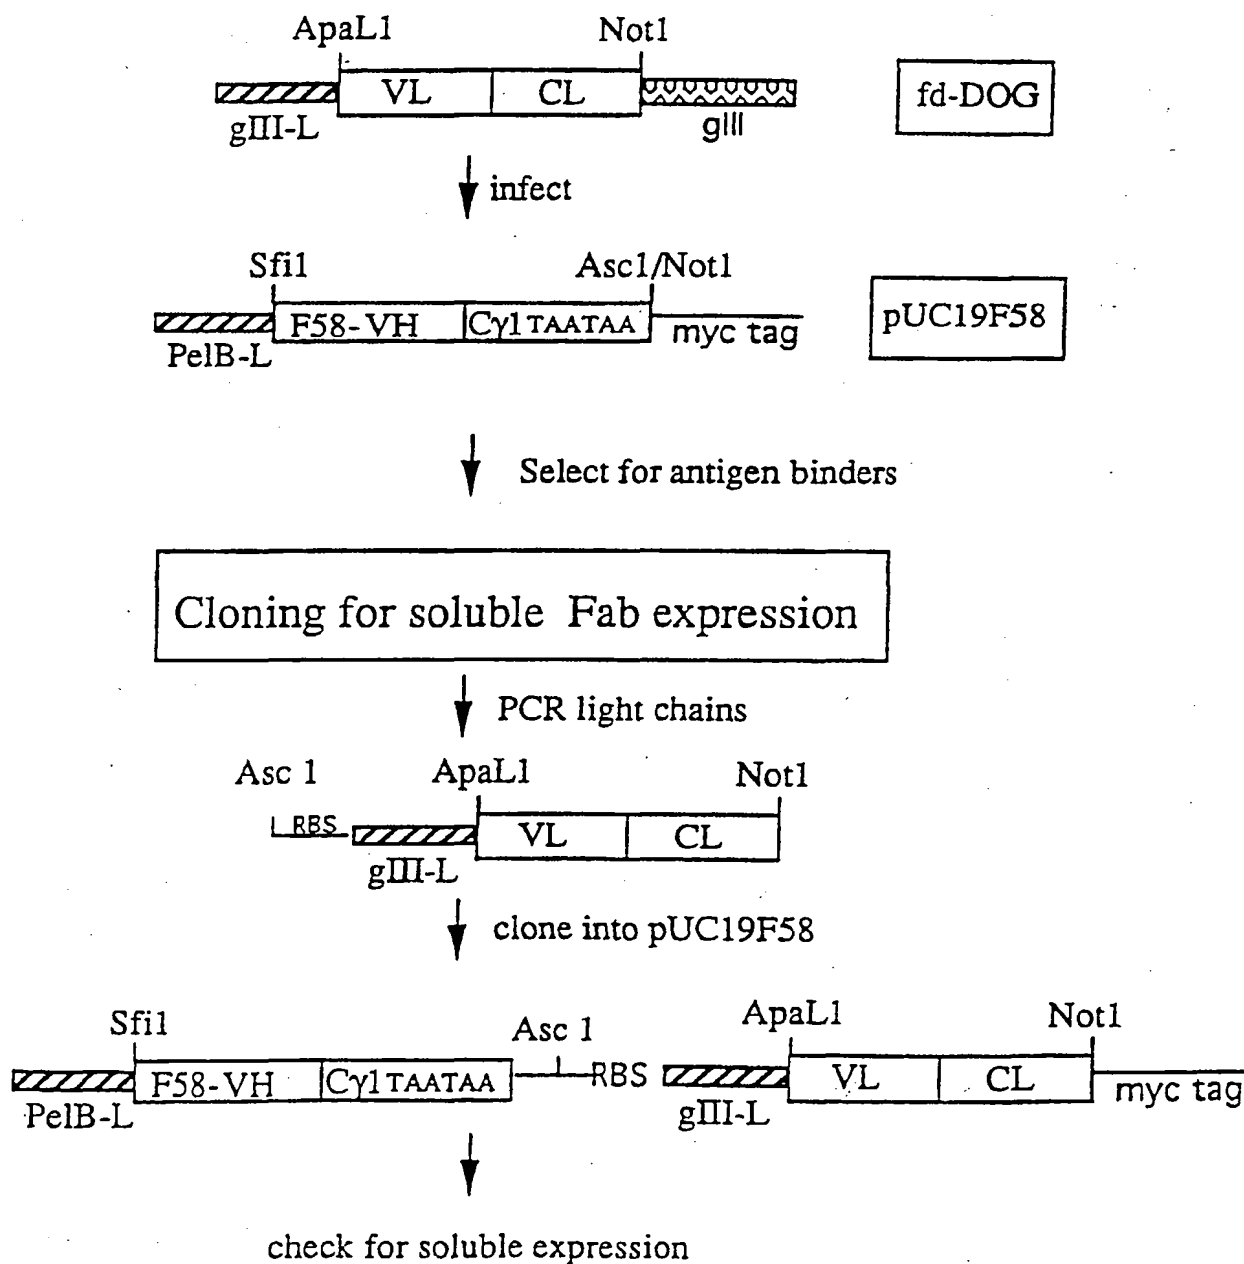 ApaL1 Not1
VL CL fd-DOG
gIII-L gIII
infect
Sfi1 Asc1/Not1
F58-VH Cγ1 TAATAA myc tag pUC19F58
PelB-L
Select for antigen binders
Cloning for soluble Fab expression
PCR light chains
Asc 1 ApaL1 Not1
RBS VL CL
gIII-L
clone into pUC19F58
Sfi1 Asc 1 ApaL1 Not1
F58-VH Cγ1 TAATAA RBS VL CL myc tag
PelB-L gIII-L
check for soluble expression